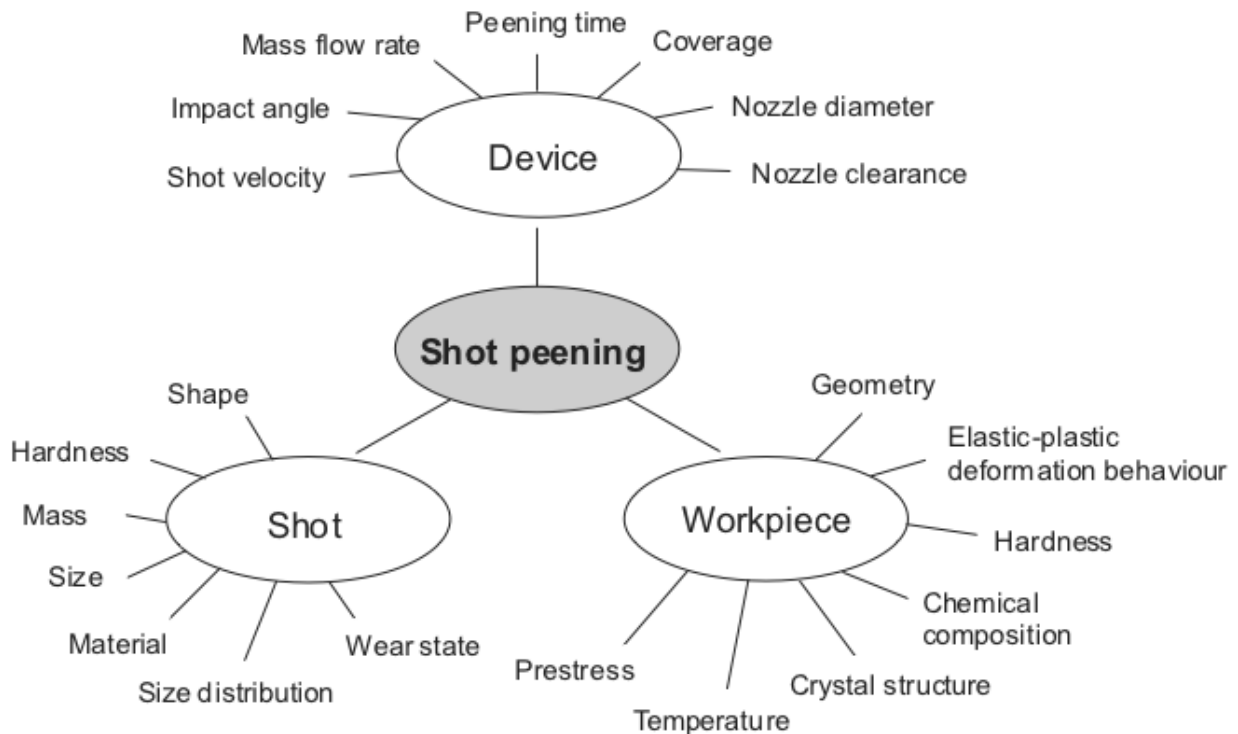 Peening time
Mass flow rate
Coverage
Impact angle
Nozzle diameter
Device
Shot velocity
Nozzle clearance
Shot peening
Shape
Geometry
Hardness
Elastic-plastic
deformation behaviour
Mass
Shot
Workpiece
Hardness
Size
Chemical
composition
Material
Wear state
Prestress
Size distribution
Crystal structure
Temperature